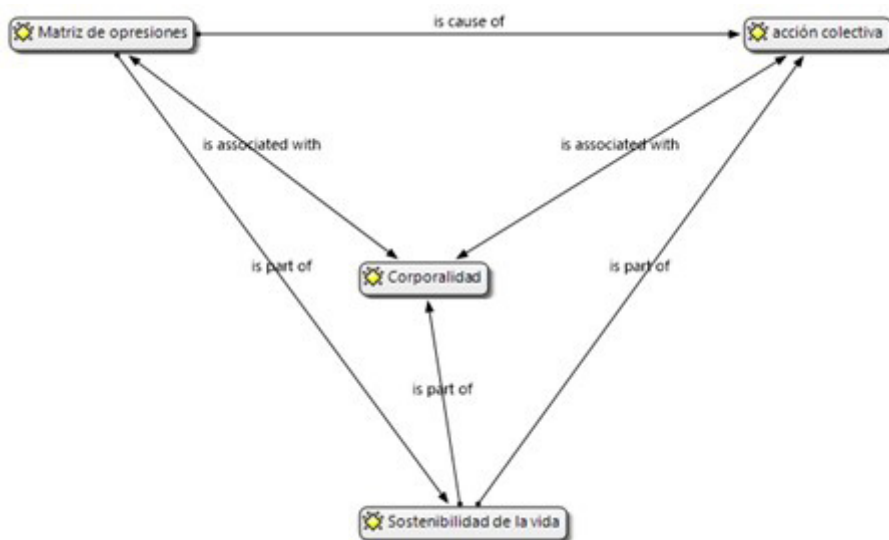 Matriz de opresiones
is cause of
acción colectiva
is associated with
is associated with
is part of
Corporalidad
is part of
is part of
Sostenibilidad de la vida